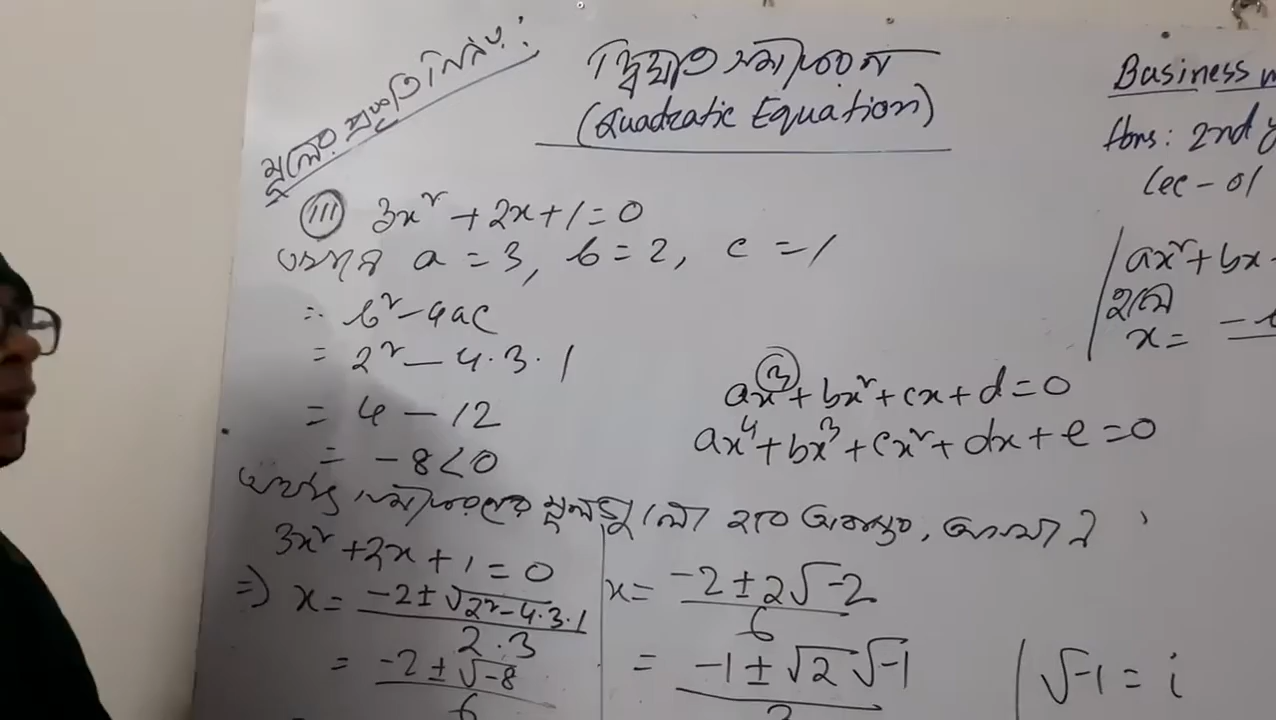 মূলের প্রকৃতি নির্ণয়:
দ্বিঘাত সমীকরণ
(Quadratic Equation)
Business
Hons: 2nd
Lec - 01
(iii) 3x² + 2x + 1 = 0
এখানে a = 3, b = 2, c = 1
∴ b² - 4ac
= 2² - 4.3.1
= 4 - 12
= -8 < 0
ax² + bx
হলে
x =
ax³ + bx² + cx + d = 0
ax⁴ + bx³ + cx² + dx + e = 0
সমীকরণের মূলদ্বয় হবে অবাস্তব,
3x² + 2x + 1 = 0
⇒ x = -2 ± √2² - 4.3.1 / 2.3
= -2 ± √-8 / 6
x = -2 ± 2√-2 / 6
= -1 ± √2 √-1 / 3
√-1 = i